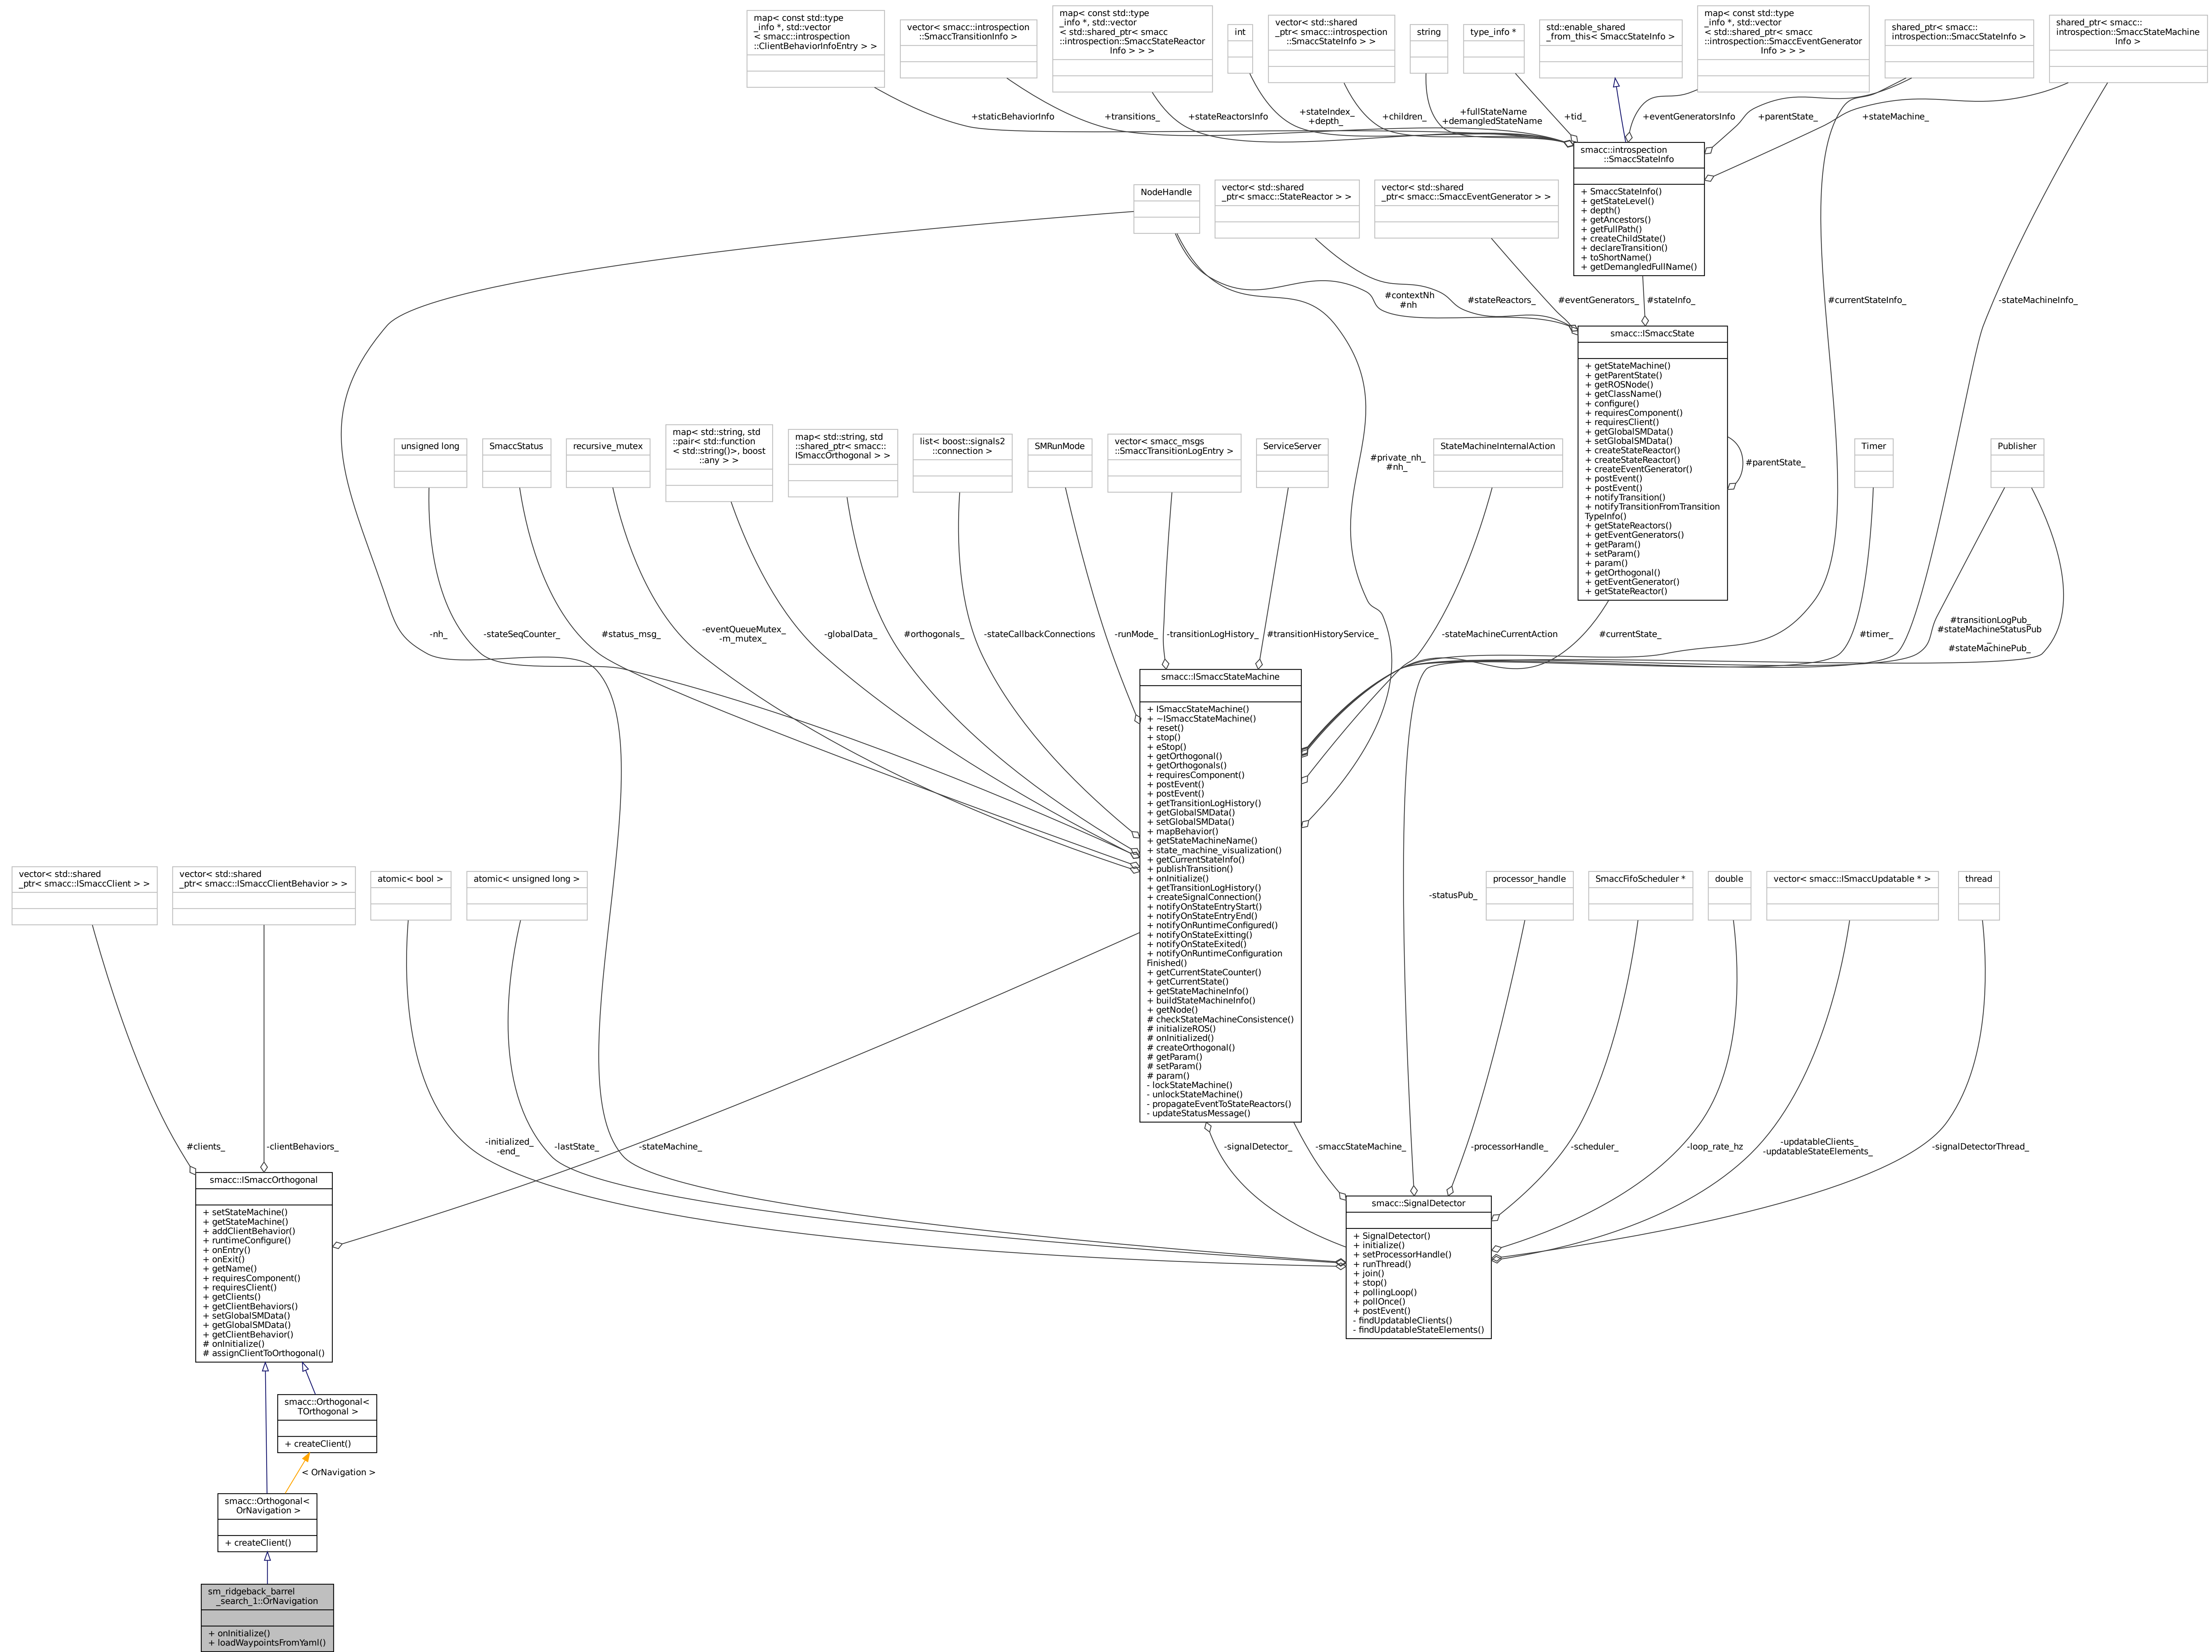 map< const std::type
_info *, std::vector
< smacc::introspection
::ClientBehaviorInfoEntry > >
vector< smacc::introspection
::SmaccTransitionInfo >
map< const std::type
_info *, std::vector
< std::shared_ptr< smacc
::introspection::SmaccStateReactor
Info > > >
int
vector< std::shared
_ptr< smacc::introspection
::SmaccStateInfo > >
string
type_info *
std::enable_shared
_from_this< SmaccStateInfo >
map< const std::type
_info *, std::vector
< std::shared_ptr< smacc
::introspection::SmaccEventGenerator
Info > > >
shared_ptr< smacc::
introspection::SmaccStateInfo >
shared_ptr< smacc::
introspection::SmaccStateMachine
Info >
+staticBehaviorInfo
+transitions_
+stateReactorsInfo
+stateIndex_
+depth_
+children_
+fullStateName
+demangledStateName
+tid_
+eventGeneratorsInfo
+parentState_
+stateMachine_
smacc::introspection
::SmaccStateInfo
+ SmaccStateInfo()
+ getStateLevel()
+ depth()
+ getAncestors()
+ getFullPath()
+ createChildState()
+ declareTransition()
+ toShortName()
+ getDemangledFullName()
NodeHandle
vector< std::shared
_ptr< smacc::StateReactor > >
vector< std::shared
_ptr< smacc::SmaccEventGenerator > >
#contextNh
#nh
#stateReactors_
#eventGenerators_
#stateInfo_
#currentStateInfo_
-stateMachineInfo_
smacc::ISmaccState
+ getStateMachine()
+ getParentState()
+ getROSNode()
+ getClassName()
+ configure()
+ requiresComponent()
+ requiresClient()
+ getGlobalSMData()
+ setGlobalSMData()
+ createStateReactor()
+ createStateReactor()
+ createEventGenerator()
+ postEvent()
+ postEvent()
+ notifyTransition()
+ notifyTransitionFromTransition
TypeInfo()
+ getStateReactors()
+ getEventGenerators()
+ getParam()
+ setParam()
+ param()
+ getOrthogonal()
+ getEventGenerator()
+ getStateReactor()
#parentState_
unsigned long
SmaccStatus
recursive_mutex
map< std::string, std
::pair< std::function
< std::string()>, boost
::any > >
map< std::string, std
::shared_ptr< smacc::
ISmaccOrthogonal > >
list< boost::signals2
::connection >
SMRunMode
vector< smacc_msgs
::SmaccTransitionLogEntry >
ServiceServer
#private_nh_
#nh_
StateMachineInternalAction
Timer
Publisher
-nh_
-stateSeqCounter_
#status_msg_
-eventQueueMutex_
-m_mutex_
-globalData_
#orthogonals_
-stateCallbackConnections
-runMode_
-transitionLogHistory_
#transitionHistoryService_
-stateMachineCurrentAction
#currentState_
#timer_
#transitionLogPub_
#stateMachineStatusPub
_
#stateMachinePub_
smacc::ISmaccStateMachine
+ ISmaccStateMachine()
+ ~ISmaccStateMachine()
+ reset()
+ stop()
+ eStop()
+ getOrthogonal()
+ getOrthogonals()
+ requiresComponent()
+ postEvent()
+ postEvent()
+ getTransitionLogHistory()
+ getGlobalSMData()
+ setGlobalSMData()
+ mapBehavior()
+ getStateMachineName()
+ state_machine_visualization()
+ getCurrentStateInfo()
+ publishTransition()
+ onInitialize()
+ getTransitionLogHistory()
+ createSignalConnection()
+ notifyOnStateEntryStart()
+ notifyOnStateEntryEnd()
+ notifyOnRuntimeConfigured()
+ notifyOnStateExitting()
+ notifyOnStateExited()
+ notifyOnRuntimeConfiguration
Finished()
+ getCurrentStateCounter()
+ getCurrentState()
+ getStateMachineInfo()
+ buildStateMachineInfo()
+ getNode()
# checkStateMachineConsistence()
# initializeROS()
# onInitialized()
# createOrthogonal()
# getParam()
# setParam()
# param()
- lockStateMachine()
- unlockStateMachine()
- propagateEventToStateReactors()
- updateStatusMessage()
vector< std::shared
_ptr< smacc::ISmaccClient > >
vector< std::shared
_ptr< smacc::ISmaccClientBehavior > >
atomic< bool >
atomic< unsigned long >
-statusPub_
processor_handle
SmaccFifoScheduler *
double
vector< smacc::ISmaccUpdatable * >
thread
#clients_
-clientBehaviors_
-initialized_
-end_
-lastState_
-stateMachine_
-signalDetector_
-smaccStateMachine_
-processorHandle_
-scheduler_
-loop_rate_hz
-updatableClients_
-updatableStateElements_
-signalDetectorThread_
smacc::ISmaccOrthogonal
+ setStateMachine()
+ getStateMachine()
+ addClientBehavior()
+ runtimeConfigure()
+ onEntry()
+ onExit()
+ getName()
+ requiresComponent()
+ requiresClient()
+ getClients()
+ getClientBehaviors()
+ setGlobalSMData()
+ getGlobalSMData()
+ getClientBehavior()
# onInitialize()
# assignClientToOrthogonal()
smacc::SignalDetector
+ SignalDetector()
+ initialize()
+ setProcessorHandle()
+ runThread()
+ join()
+ stop()
+ pollingLoop()
+ pollOnce()
+ postEvent()
- findUpdatableClients()
- findUpdatableStateElements()
smacc::Orthogonal<
TOrthogonal >
+ createClient()
< OrNavigation >
smacc::Orthogonal<
OrNavigation >
+ createClient()
sm_ridgeback_barrel
_search_1::OrNavigation
+ onInitialize()
+ loadWaypointsFromYaml()